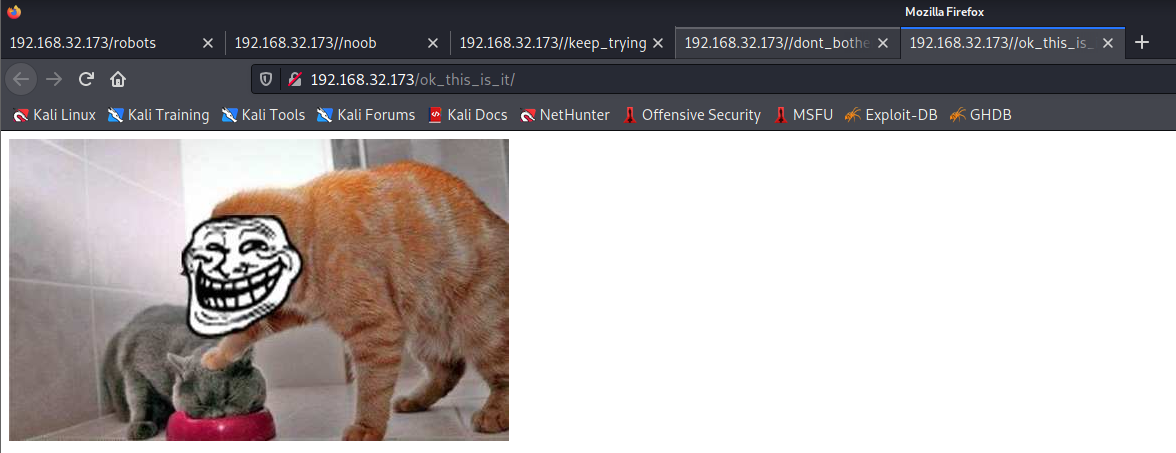 Mozilla Firefox
192.168.32.173/robots 192.168.32.173//noob 192.168.32.173//keep_trying 192.168.32.173//dont_bothe 192.168.32.173//ok_this_is_
192.168.32.173/ok_this_is_it/
Kali Linux Kali Training Kali Tools Kali Forums Kali Docs NetHunter Offensive Security MSFU Exploit-DB GHDB